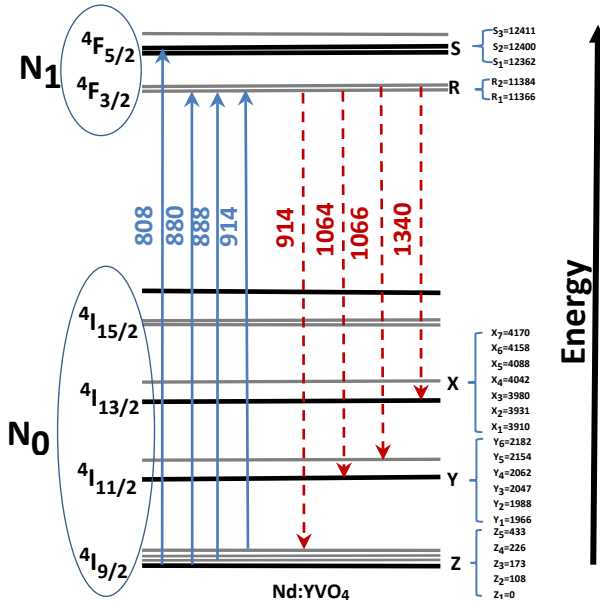 S₃=12411
⁴F₅/₂
S
S₂=12400
S₁=12362
N₁
⁴F₃/₂
R
R₂=11384
R₁=11366
808
880
888
914
914
1064
1066
1340
Energy
⁴I₁₅/₂
X₇=4170
X₆=4158
X₅=4088
⁴I₁₃/₂
X
X₄=4042
X₃=3980
X₂=3931
X₁=3910
N₀
Y₆=2182
Y₅=2154
⁴I₁₁/₂
Y
Y₄=2062
Y₃=2047
Y₂=1988
Y₁=1966
Z₅=433
Z₄=226
⁴I₉/₂
Z
Z₃=173
Z₂=108
Z₁=0
Nd:YVO₄